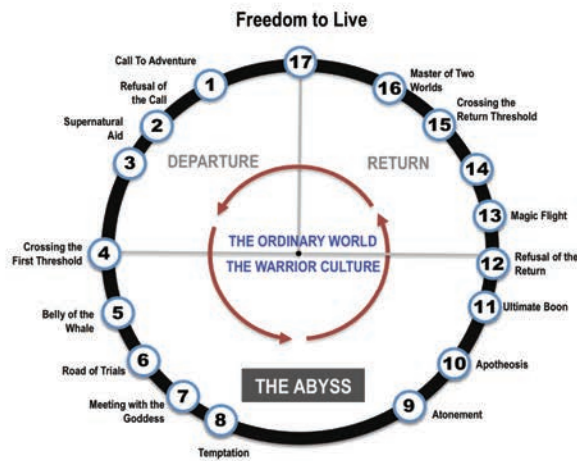 Freedom to Live
17
Call To Adventure
1
Refusal of
the Call
2
Supernatural
Aid
3
Crossing the
First Threshold
4
Belly of the
Whale
5
Road of Trials
6
Meeting with the
Goddess
7
Temptation
8
Atonement
9
Apotheosis
10
Ultimate Boon
11
Refusal of the
Return
12
Magic Flight
13
14
Crossing the
Return Threshold
15
Master of Two
Worlds
16
DEPARTURE
RETURN
THE ORDINARY WORLD
THE WARRIOR CULTURE
THE ABYSS